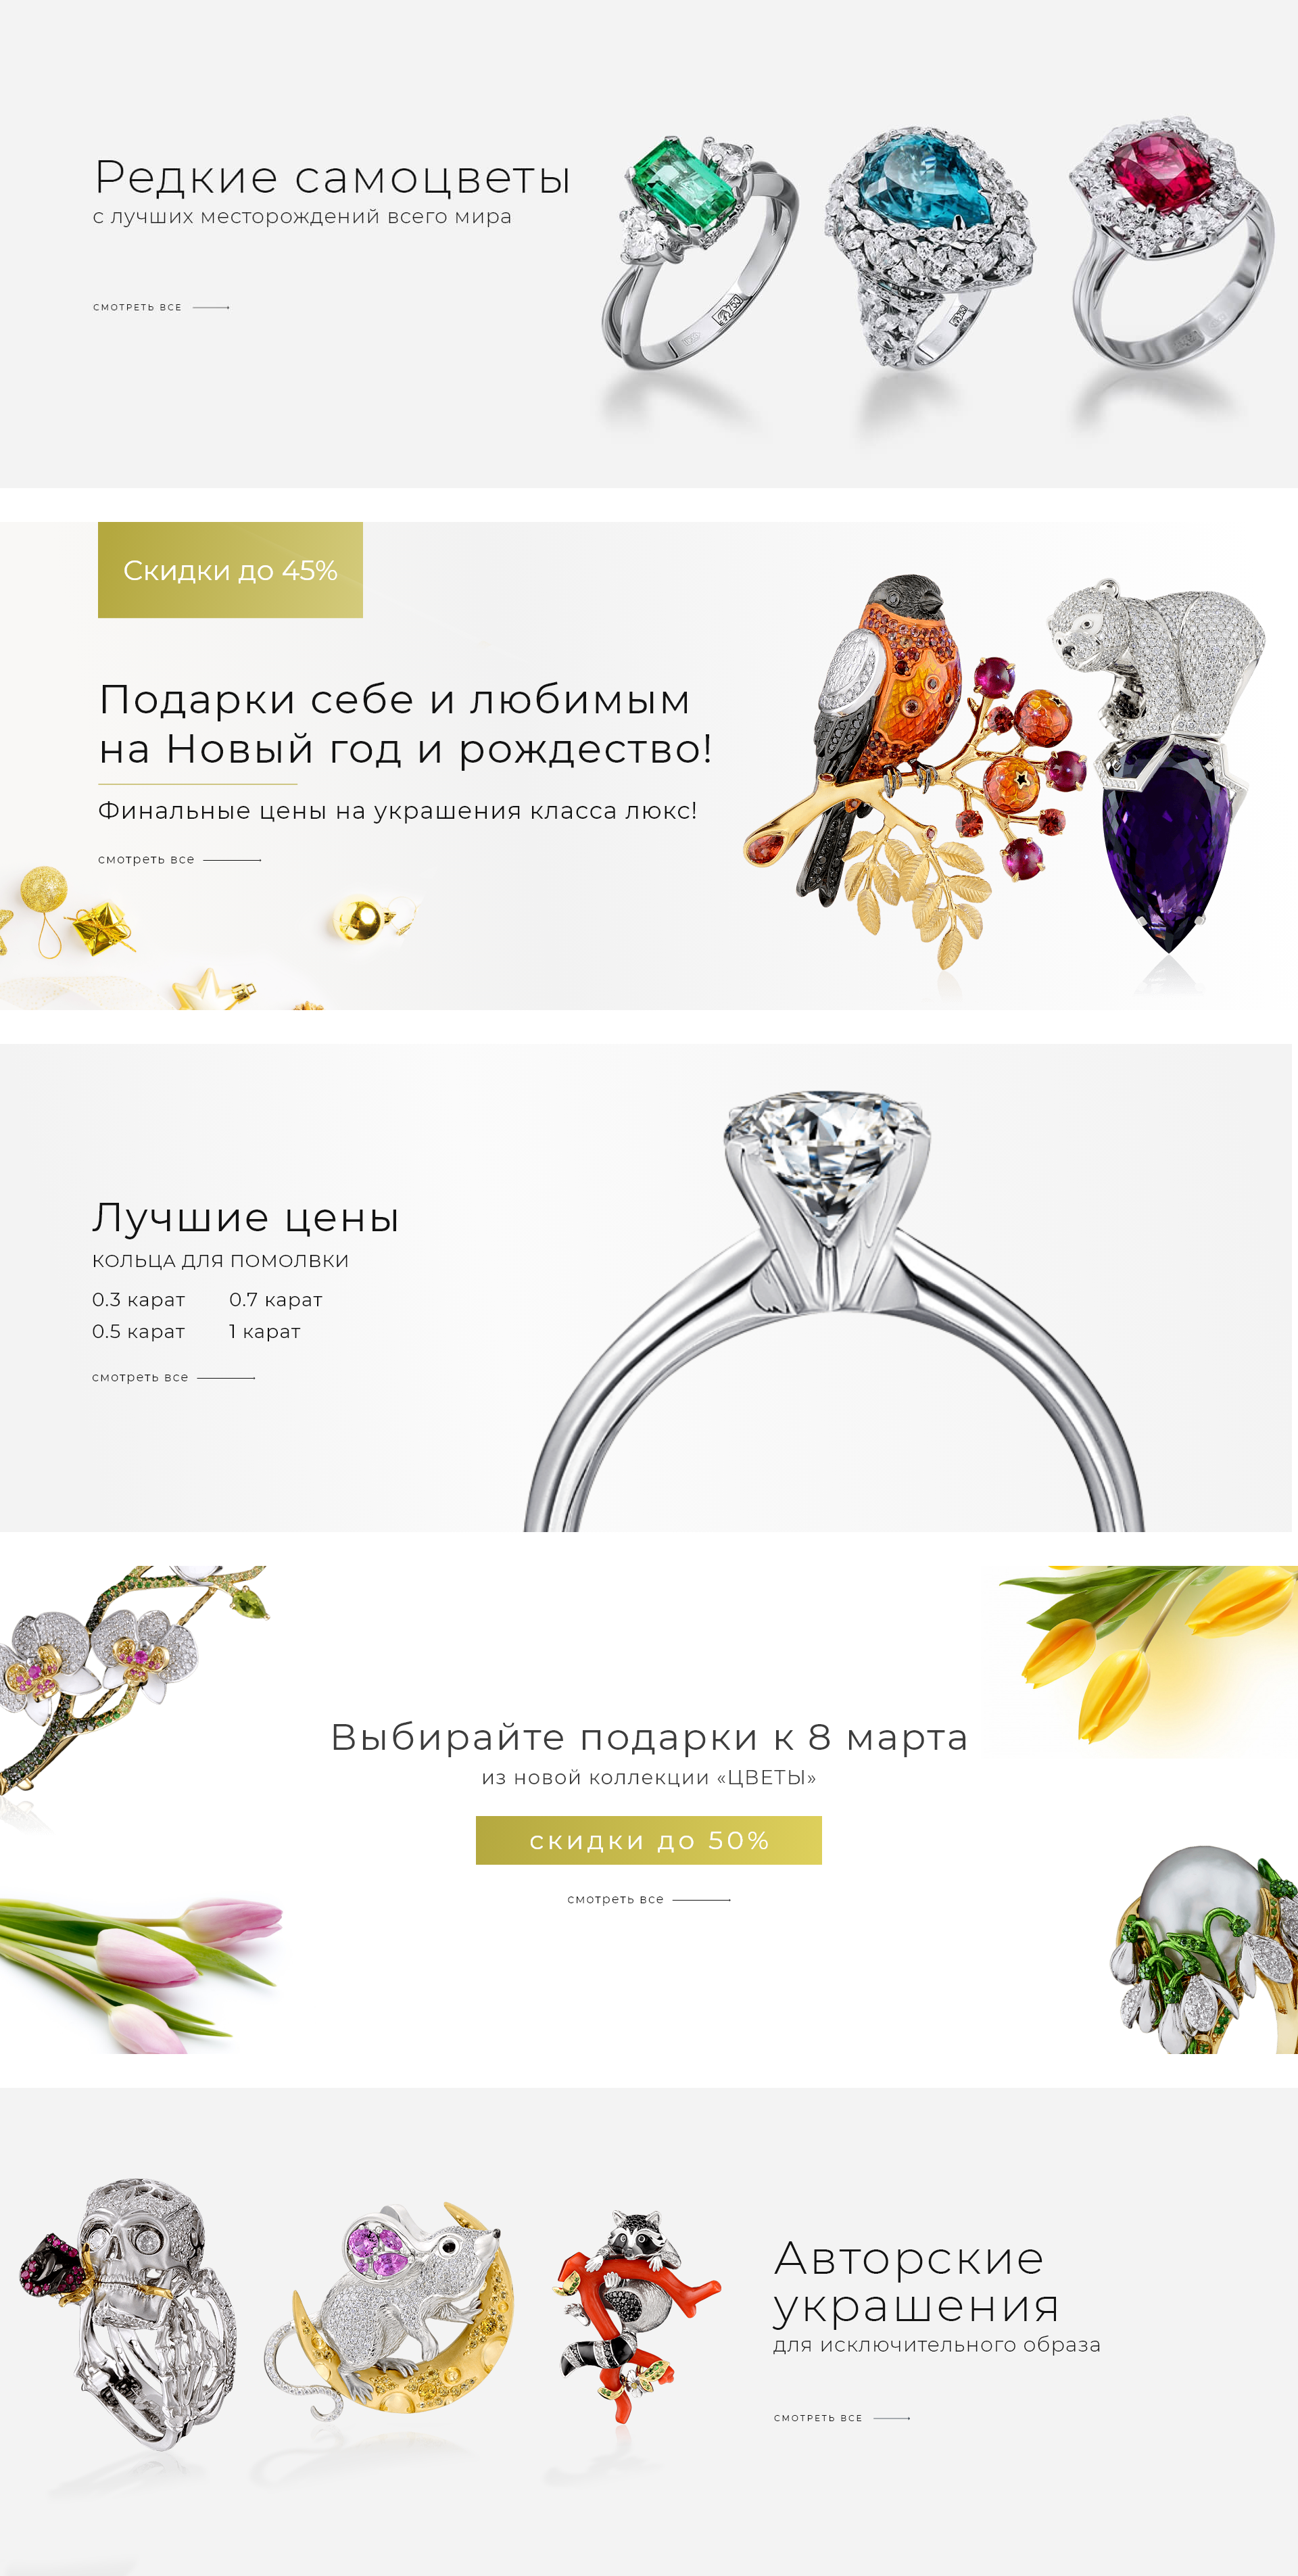 Редкие самоцветы
с лучших месторождений всего мира
СМОТРЕТЬ ВСЕ
750
Скидки до 45%
Подарки себе и любимым
на Новый год и рождество!
Финальные цены на украшения класса люкс!
смотреть все
Лучшие цены
КОЛЬЦА ДЛЯ ПОМОЛВКИ
0.3 карат 0.7 карат
0.5 карат 1 карат
смотреть все
Выбирайте подарки к 8 марта
из новой коллекции «ЦВЕТЫ»
скидки до 50%
смотреть все
Авторские
украшения
для исключительного образа
СМОТРЕТЬ ВСЕ